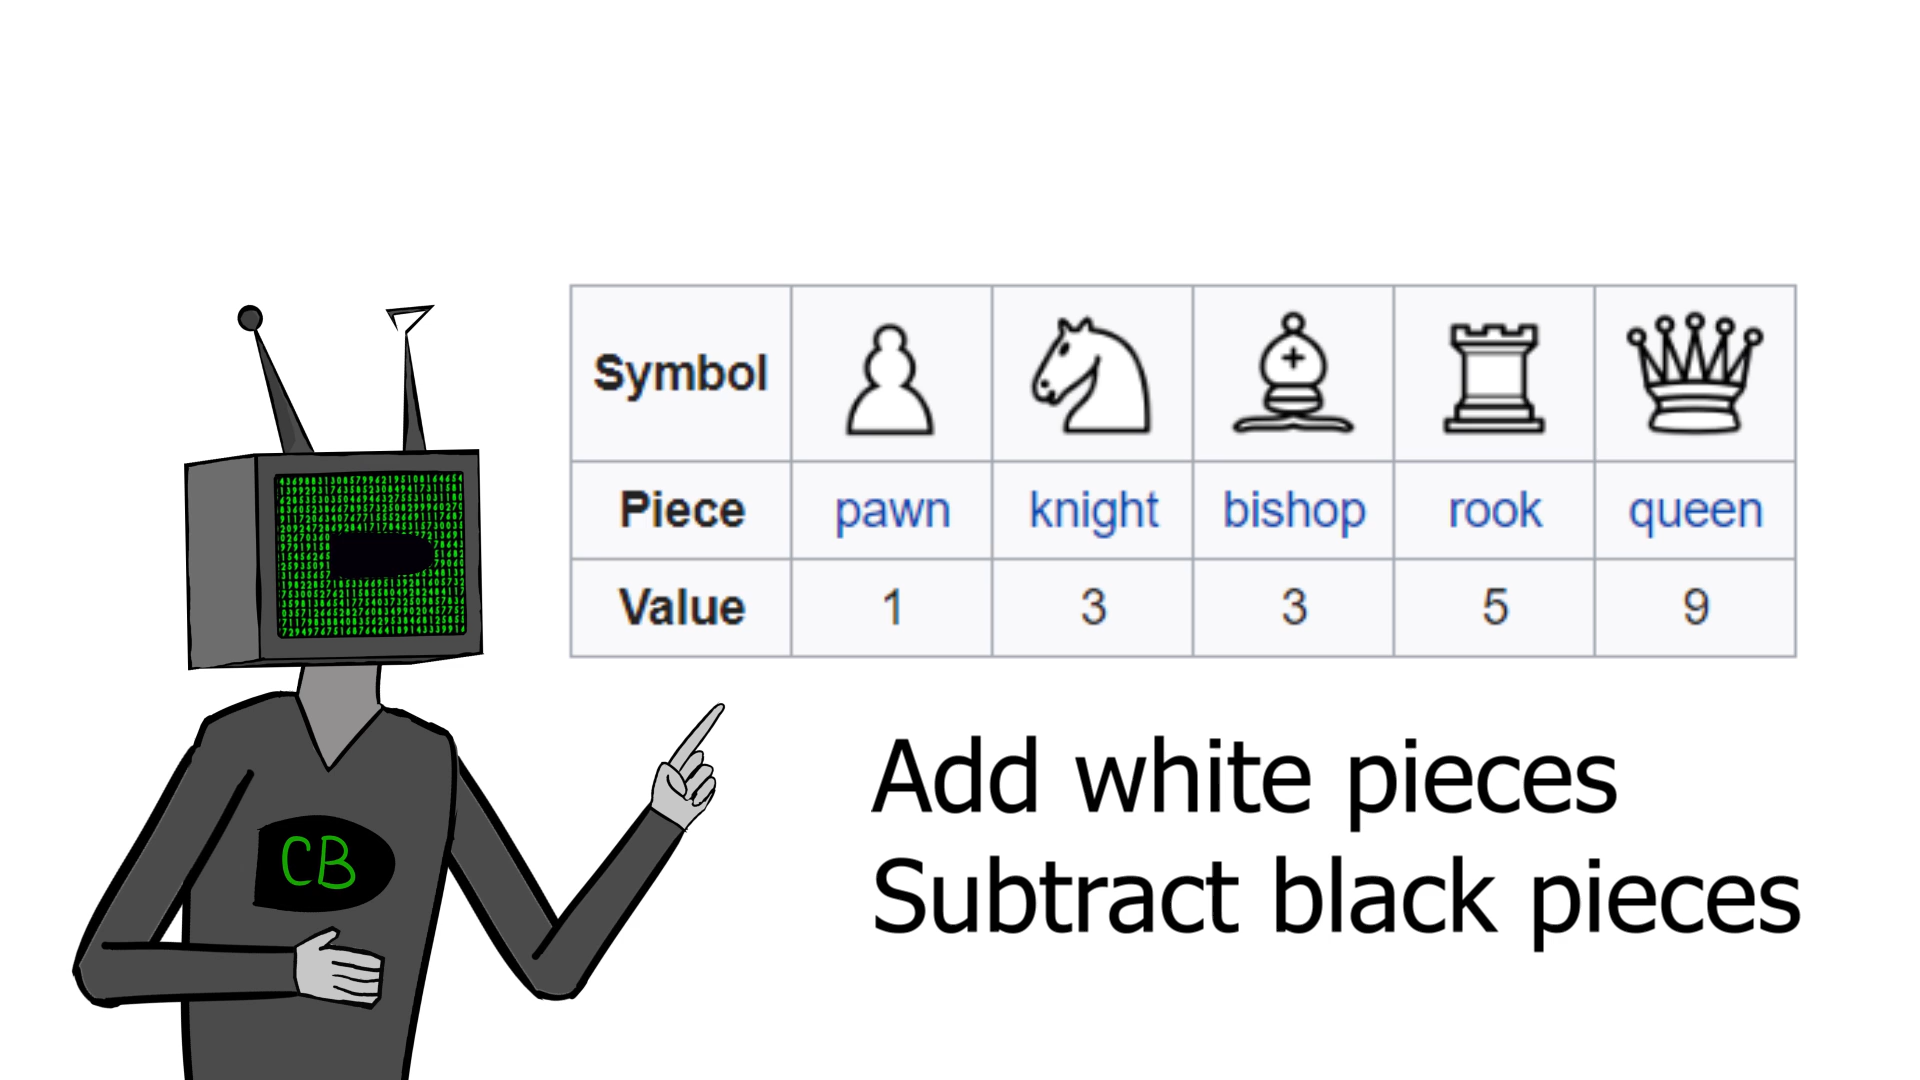 Symbol
Piece pawn knight bishop rook queen
Value 1 3 3 5 9
Add white pieces
Subtract black pieces
CB